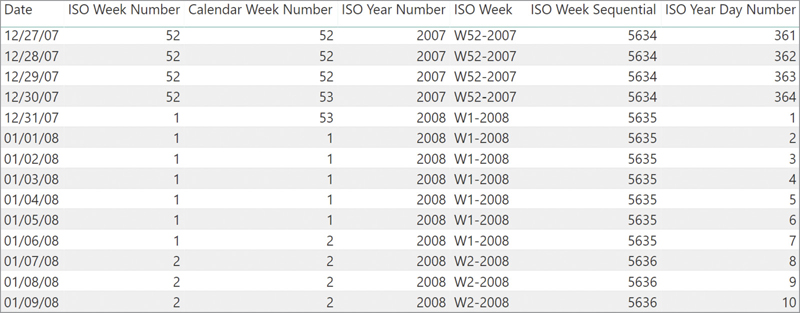 Date ISO Week Number Calendar Week Number ISO Year Number ISO Week ISO Week Sequential ISO Year Day Number
12/27/07 52 52 2007 W52-2007 5634 361
12/28/07 52 52 2007 W52-2007 5634 362
12/29/07 52 52 2007 W52-2007 5634 363
12/30/07 52 53 2007 W52-2007 5634 364
12/31/07 1 53 2008 W1-2008 5635 1
01/01/08 1 1 2008 W1-2008 5635 2
01/02/08 1 1 2008 W1-2008 5635 3
01/03/08 1 1 2008 W1-2008 5635 4
01/04/08 1 1 2008 W1-2008 5635 5
01/05/08 1 1 2008 W1-2008 5635 6
01/06/08 1 2 2008 W1-2008 5635 7
01/07/08 2 2 2008 W2-2008 5636 8
01/08/08 2 2 2008 W2-2008 5636 9
01/09/08 2 2 2008 W2-2008 5636 10